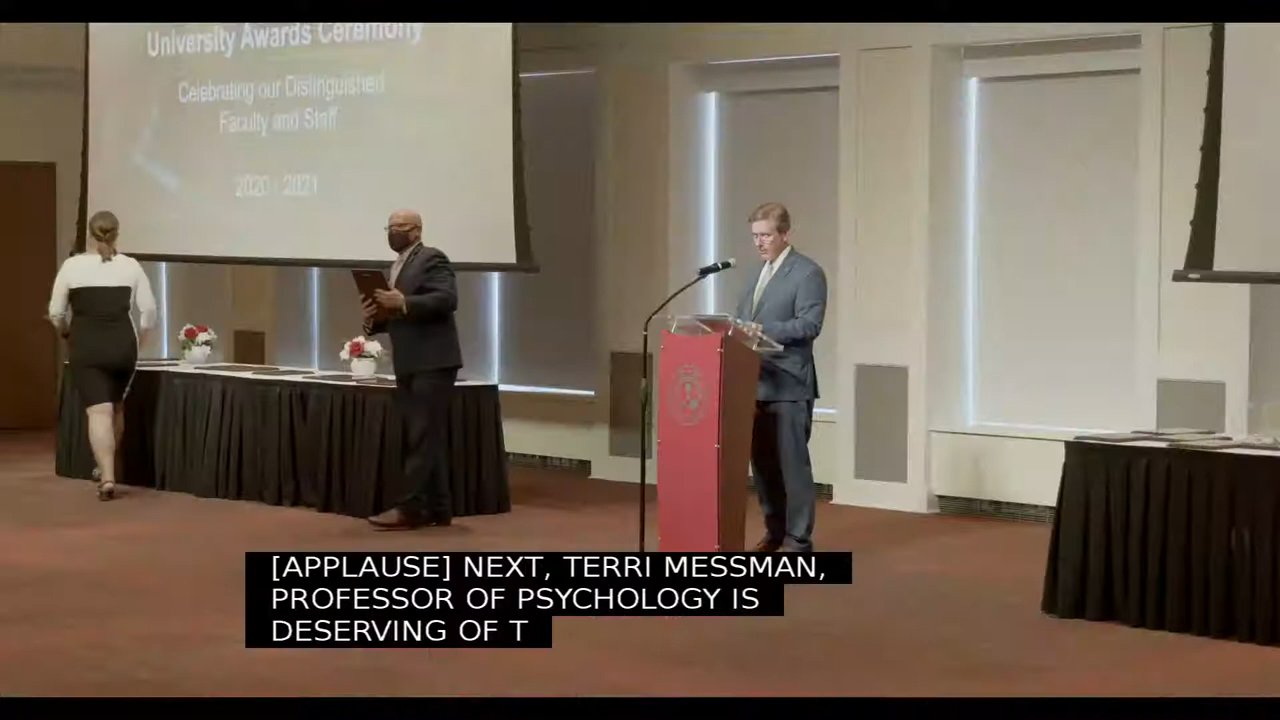 University Awards Ceremony
Celebrating our Distinguished
Faculty and Staff
2020 - 2021
[APPLAUSE] NEXT, TERRI MESSMAN,
PROFESSOR OF PSYCHOLOGY IS
DESERVING OF T